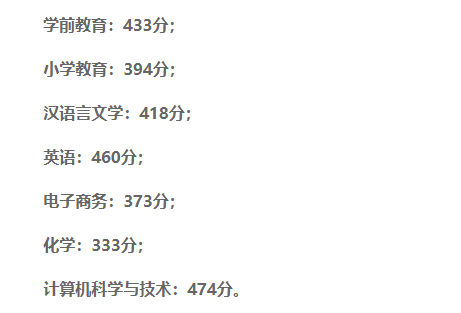 学前教育：433分；
小学教育：394分；
汉语言文学：418分；
英语：460分；
电子商务：373分；
化学：333分；
计算机科学与技术：474分。